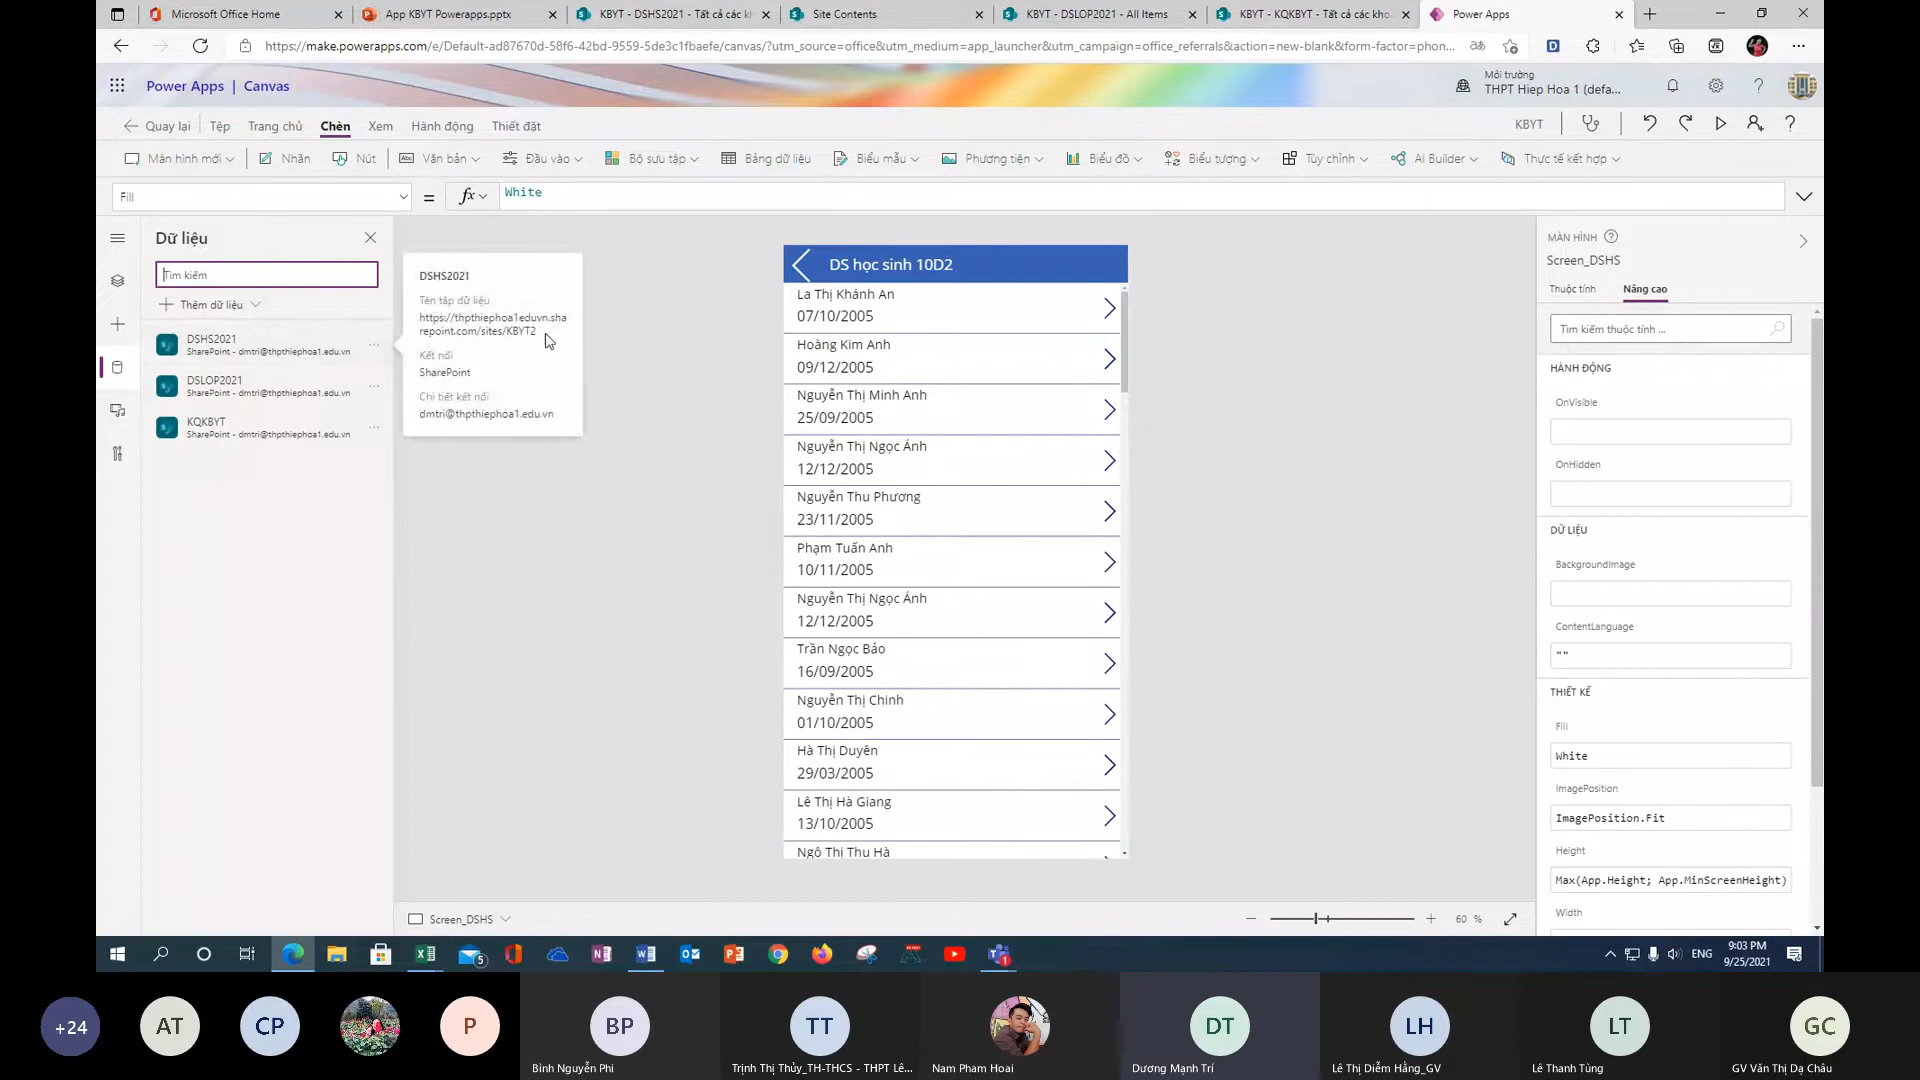 Microsoft Office Home
App KBYT Powerapps.pptx
KBYT - DSHS2021 - Tất cả các kh
Site Contents
KBYT - DSLOP2021 - All Items
KBYT - KQKBYT - Tất cả các kho
Power Apps
https://make.powerapps.com/e/Default-ad87670d-58f6-42bd-9559-5de3c1fbaefe/canvas/?utm_source=office&utm_medium=app_launcher&utm_campaign=office_referrals&action=new-blank&form-factor=phon...
Power Apps | Canvas
Môi trường
THPT Hiep Hoa 1 (defa...
Quay lại
Tệp
Trang chủ
Chèn
Xem
Hành động
Thiết đặt
KBYT
Màn hình mới
Nhãn
Nút
Văn bản
Đầu vào
Bộ sưu tập
Bảng dữ liệu
Biểu mẫu
Phương tiện
Biểu đồ
Biểu tượng
Tùy chỉnh
AI Builder
Thực tế kết hợp
Fill
=
fx
White
Dữ liệu
Tìm kiếm
Thêm dữ liệu
DSHS2021
SharePoint - dmtri@thpthiephoa1.edu.vn
DSLOP2021
SharePoint - dmtri@thpthiephoa1.edu.vn
KQKBYT
SharePoint - dmtri@thpthiephoa1.edu.vn
DSHS2021
Tên tập dữ liệu
https://thpthiephoa1eduvn.sha
repoint.com/sites/KBYT2
Kết nối
SharePoint
Chi tiết kết nối
dmtri@thpthiephoa1.edu.vn
DS học sinh 10D2
La Thị Khánh An
07/10/2005
Hoàng Kim Anh
09/12/2005
Nguyễn Thị Minh Anh
25/09/2005
Nguyễn Thị Ngọc Ánh
12/12/2005
Nguyễn Thu Phương
23/11/2005
Phạm Tuấn Anh
10/11/2005
Nguyễn Thị Ngọc Ánh
12/12/2005
Trần Ngọc Bảo
16/09/2005
Nguyễn Thị Chinh
01/10/2005
Hà Thị Duyên
29/03/2005
Lê Thị Hà Giang
13/10/2005
Ngô Thị Thu Hà
MÀN HÌNH
Screen_DSHS
Thuộc tính
Nâng cao
Tìm kiếm thuộc tính ...
HÀNH ĐỘNG
OnVisible
OnHidden
DỮ LIỆU
BackgroundImage
ContentLanguage
""
THIẾT KẾ
Fill
White
ImagePosition
ImagePosition.Fit
Height
Max(App.Height; App.MinScreenHeight)
Width
Screen_DSHS
60 %
5
1
ENG
9:03 PM
9/25/2021
+24
AT
CP
P
BP
Bình Nguyễn Phi
TT
Trịnh Thị Thủy_TH-THCS - THPT Lê...
Nam Pham Hoai
DT
Dương Mạnh Trí
LH
Lê Thị Diễm Hằng_GV
LT
Lê Thanh Tùng
GC
GV Văn Thị Dạ Châu